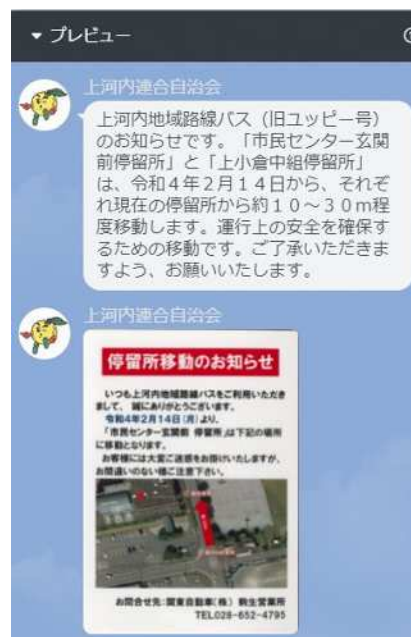 ▼ プレビュー
上河内連合自治会
上河内地域路線バス（旧ユッピー号）
のお知らせです。「市民センター玄関
前停留所」と「上小倉中組停留所」
は、令和４年２月１４日から、それぞ
れ現在の停留所から約１０～３０ｍ程
度移動します。運行上の安全を確保す
るための移動です。ご了承いただきま
すよう、お願いいたします。
上河内連合自治会
停留所移動のお知らせ
いつも上河内地域路線バスをご利用いただき
まして、誠にありがとうございます。
令和4年2月14日(月)より、
「市民センター玄関前 停留所」は下記の場所
に移動となります。
お客様には大変ご迷惑をお掛けいたしますが、
お間違いのない様ご注意下さい。
お問合せ先:関東自動車(株) 駒生営業所
TEL028-652-4795